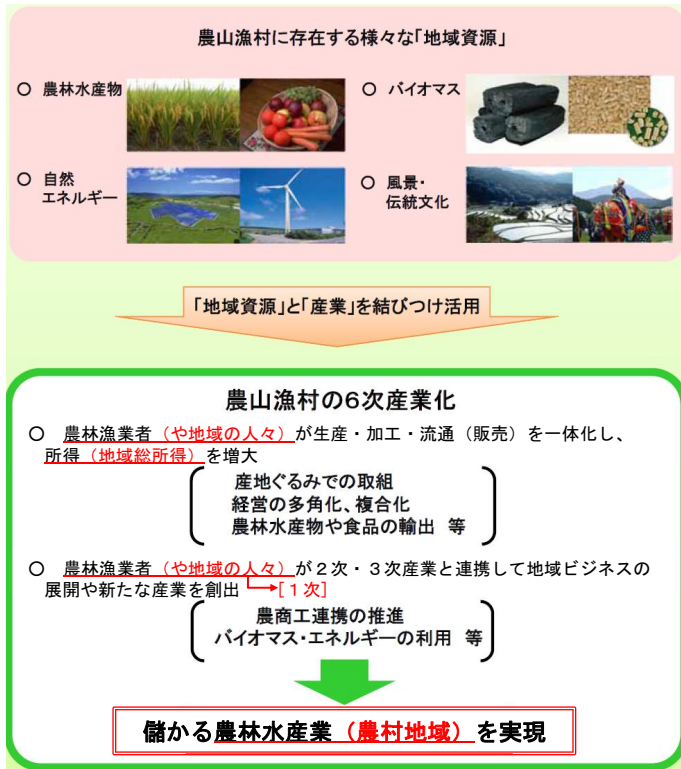 農山漁村に存在する様々な「地域資源」
○ 農林水産物
○ バイオマス
○ 自然
エネルギー
○ 風景・
伝統文化
「地域資源」と「産業」を結びつけ活用
農山漁村の6次産業化
○ 農林漁業者（や地域の人々）が生産・加工・流通（販売）を一体化し、
所得（地域総所得）を増大
産地ぐるみでの取組
経営の多角化、複合化
農林水産物や食品の輸出 等
○ 農林漁業者（や地域の人々）が２次・３次産業と連携して地域ビジネスの
展開や新たな産業を創出 [１次]
農商工連携の推進
バイオマス・エネルギーの利用 等
儲かる農林水産業（農村地域）を実現